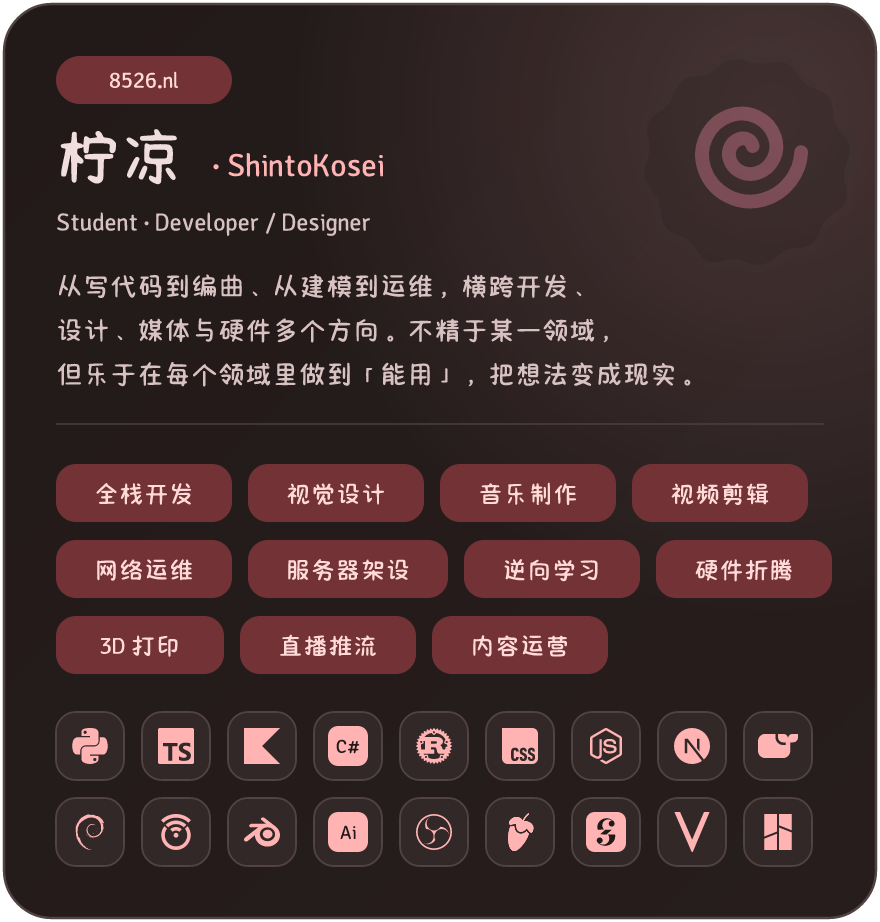 8526.nl
柠凉 · ShintoKosei
Student · Developer / Designer
从写代码到编曲、从建模到运维，横跨开发、
设计、媒体与硬件多个方向。不精于某一领域，
但乐于在每个领域里做到「能用」，把想法变成现实。
全栈开发 视觉设计 音乐制作 视频剪辑
网络运维 服务器架设 逆向学习 硬件折腾
3D 打印 直播推流 内容运营
TS C# R CSS JS N
Ai